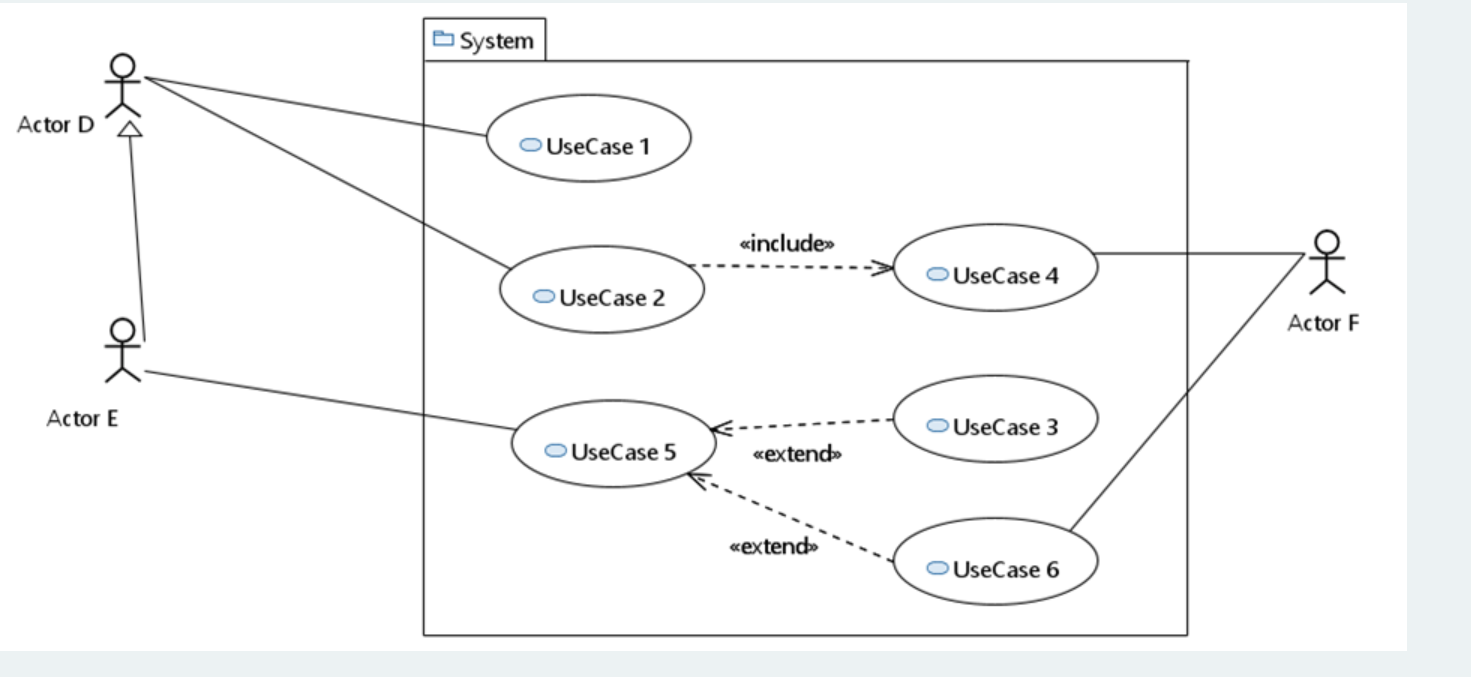 System
Actor D
UseCase 1
«include»
UseCase 2
UseCase 4
Actor F
Actor E
UseCase 5
«extend»
UseCase 3
«extend»
UseCase 6